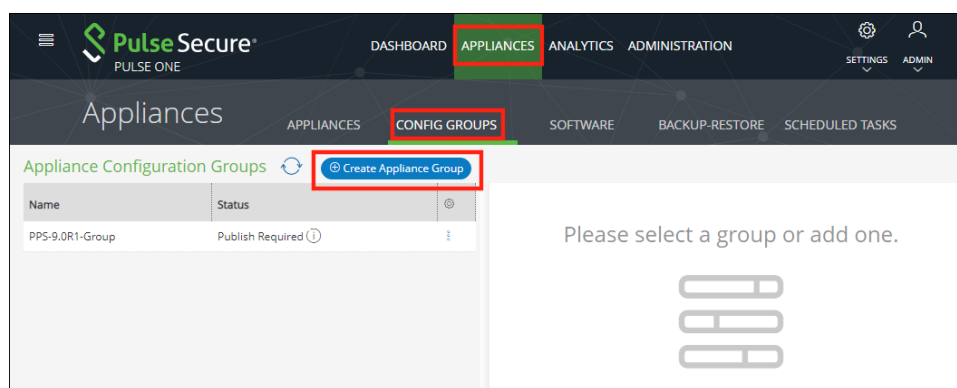 Pulse Secure®
PULSE ONE
DASHBOARD APPLIANCES ANALYTICS ADMINISTRATION
SETTINGS ADMIN
Appliances
APPLIANCES CONFIG GROUPS SOFTWARE BACKUP-RESTORE SCHEDULED TASKS
Appliance Configuration Groups Create Appliance Group
Name Status
PPS-9.0R1-Group Publish Required
Please select a group or add one.